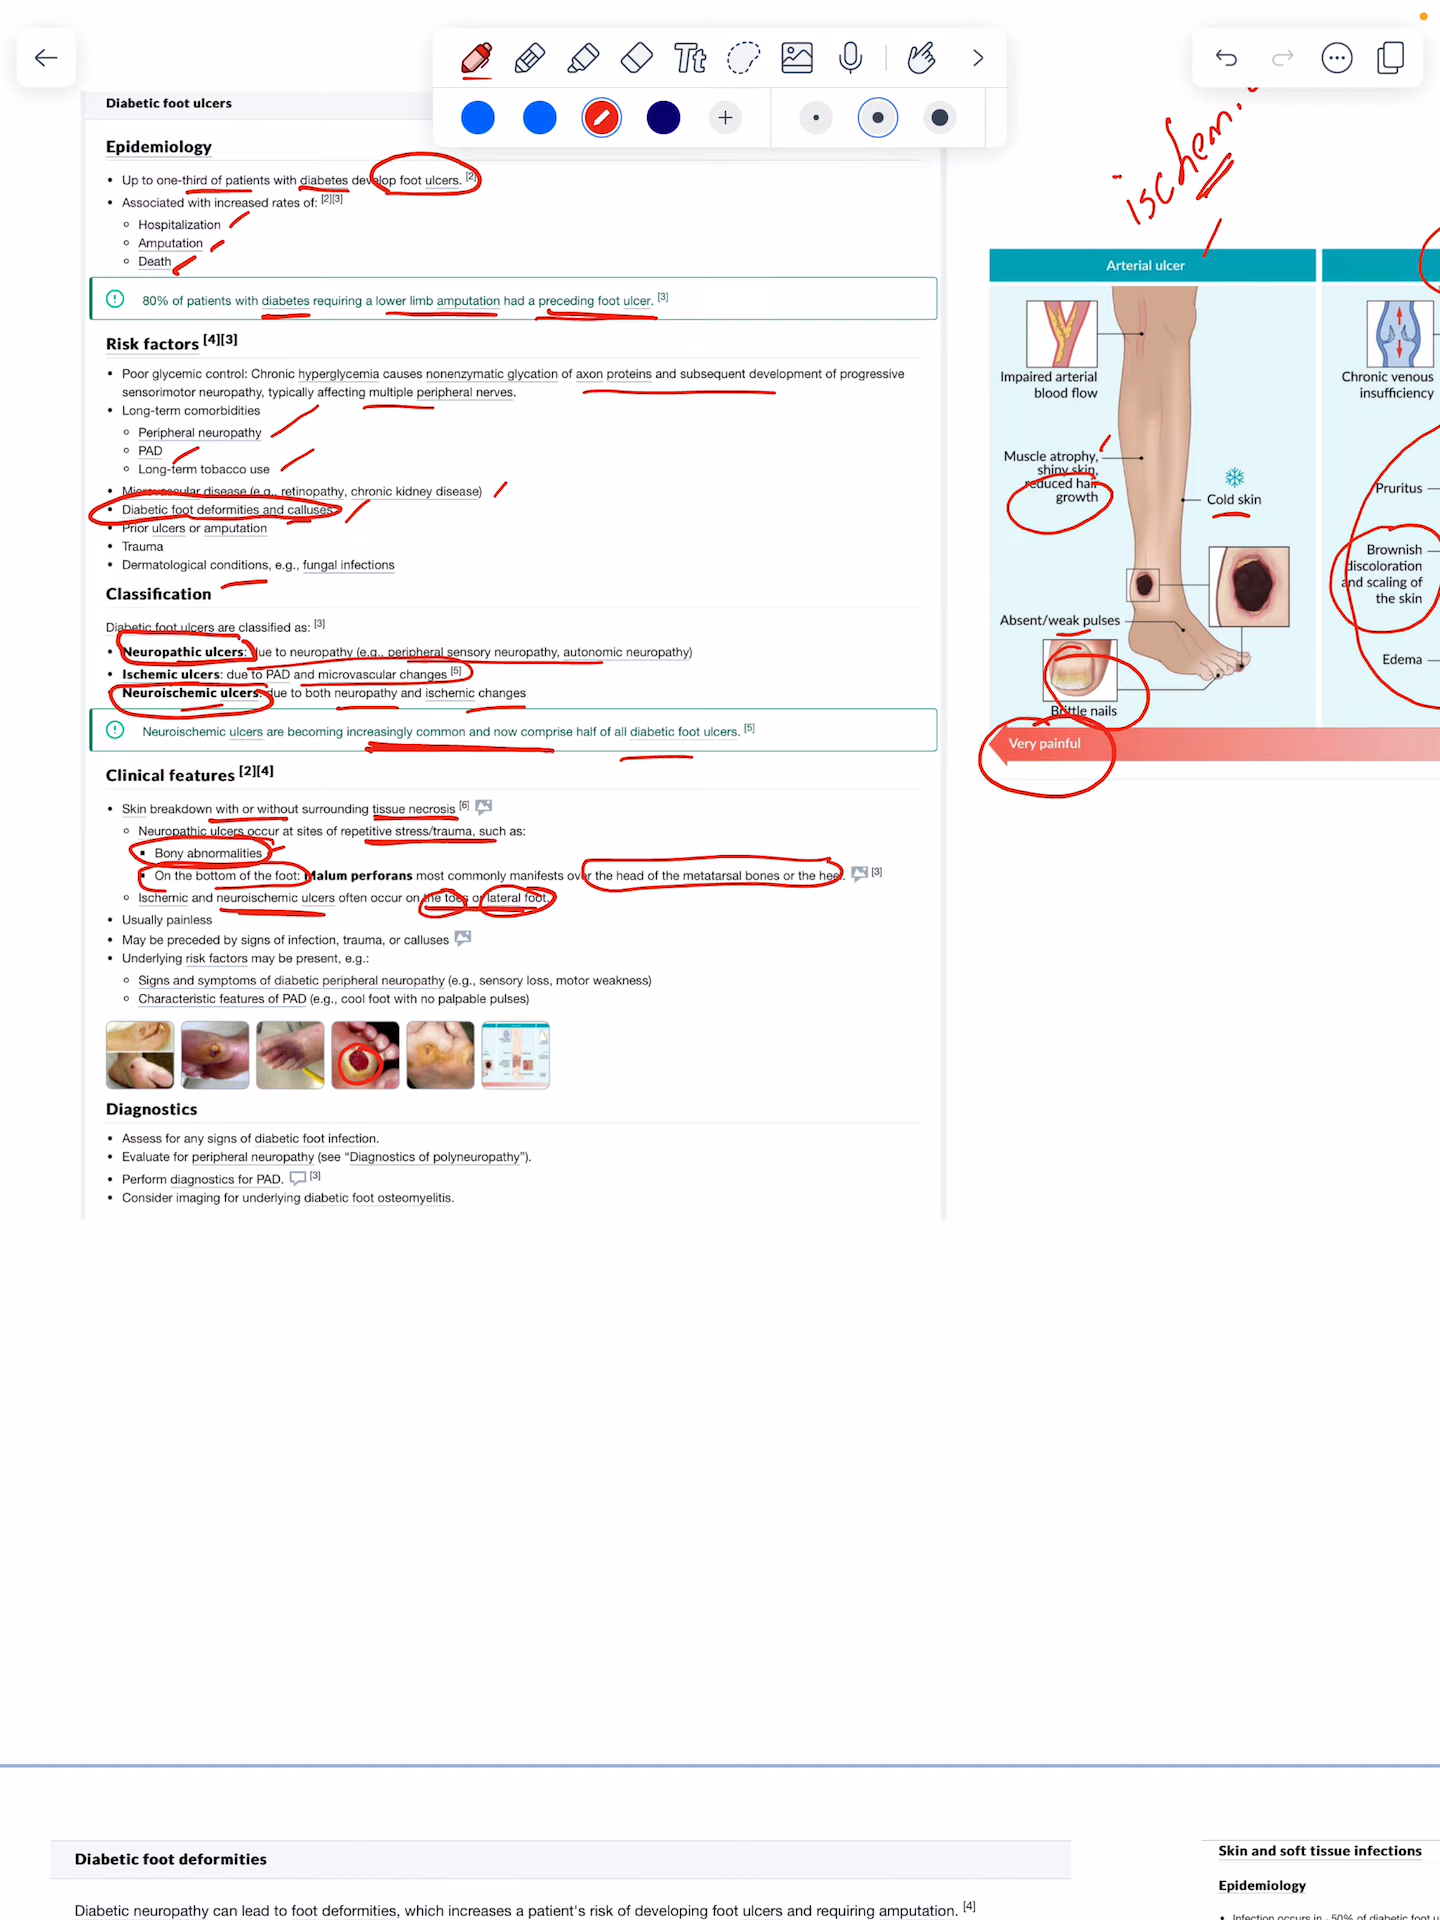 Tt
Diabetic foot ulcers
Epidemiology
• Up to one-third of patients with diabetes develop foot ulcers. [2]
• Associated with increased rates of: [2][3]
Hospitalization
Amputation
Death
80% of patients with diabetes requiring a lower limb amputation had a preceding foot ulcer. [3]
Risk factors [4][3]
• Poor glycemic control: Chronic hyperglycemia causes nonenzymatic glycation of axon proteins and subsequent development of progressive
sensorimotor neuropathy, typically affecting multiple peripheral nerves.
• Long-term comorbidities
Peripheral neuropathy
PAD
Long-term tobacco use
• Microvascular disease (e.g., retinopathy, chronic kidney disease)
• Diabetic foot deformities and calluses
• Prior ulcers or amputation
• Trauma
• Dermatological conditions, e.g., fungal infections
Classification
Diabetic foot ulcers are classified as: [3]
• Neuropathic ulcers: due to neuropathy (e.g., peripheral sensory neuropathy, autonomic neuropathy)
• Ischemic ulcers: due to PAD and microvascular changes [5]
Neuroischemic ulcers: due to both neuropathy and ischemic changes
Neuroischemic ulcers are becoming increasingly common and now comprise half of all diabetic foot ulcers. [5]
Clinical features [2][4]
• Skin breakdown with or without surrounding tissue necrosis [6]
Neuropathic ulcers occur at sites of repetitive stress/trauma, such as:
Bony abnormalities
On the bottom of the foot: Malum perforans most commonly manifests over the head of the metatarsal bones or the heel. [3]
Ischemic and neuroischemic ulcers often occur on the toes or lateral foot.
• Usually painless
• May be preceded by signs of infection, trauma, or calluses
• Underlying risk factors may be present, e.g.:
Signs and symptoms of diabetic peripheral neuropathy (e.g., sensory loss, motor weakness)
Characteristic features of PAD (e.g., cool foot with no palpable pulses)
Diagnostics
• Assess for any signs of diabetic foot infection.
• Evaluate for peripheral neuropathy (see “Diagnostics of polyneuropathy”).
• Perform diagnostics for PAD. [3]
• Consider imaging for underlying diabetic foot osteomyelitis.
ischem.
Arterial ulcer
Impaired arterial
blood flow
Muscle atrophy,
shiny skin,
reduced hair
growth
Cold skin
Absent/weak pulses
Brittle nails
Very painful
Chronic venous
insufficiency
Pruritus
Brownish
discoloration
and scaling of
the skin
Edema
Diabetic foot deformities
Diabetic neuropathy can lead to foot deformities, which increases a patient's risk of developing foot ulcers and requiring amputation. [4]
Skin and soft tissue infections
Epidemiology
• Infection occurs in ~50% of diabetic foot u